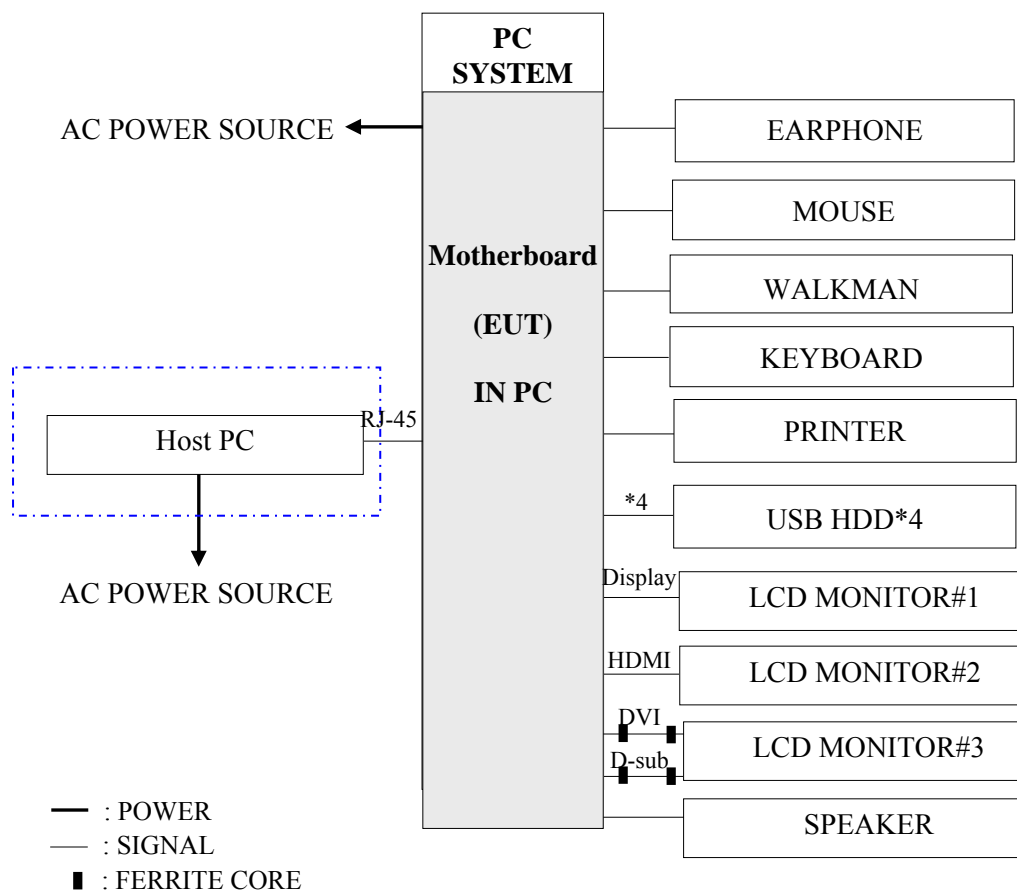 PC
SYSTEM
AC POWER SOURCE
EARPHONE
MOUSE
Motherboard
(EUT)
IN PC
WALKMAN
KEYBOARD
RJ-45
Host PC
PRINTER
*4
USB HDD*4
AC POWER SOURCE
Display
LCD MONITOR#1
HDMI
LCD MONITOR#2
DVI
LCD MONITOR#3
D-sub
SPEAKER
: POWER
: SIGNAL
: FERRITE CORE